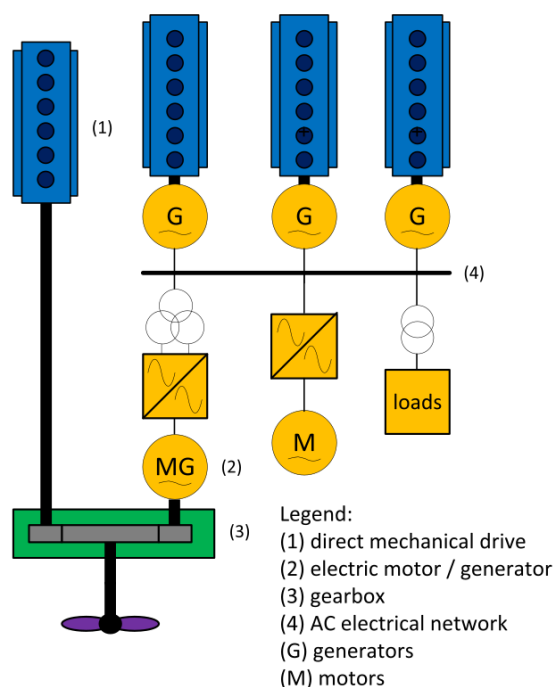 (1)
G
G
G
(4)
loads
M
MG
(2)
(3)
Legend:
(1) direct mechanical drive
(2) electric motor / generator
(3) gearbox
(4) AC electrical network
(G) generators
(M) motors